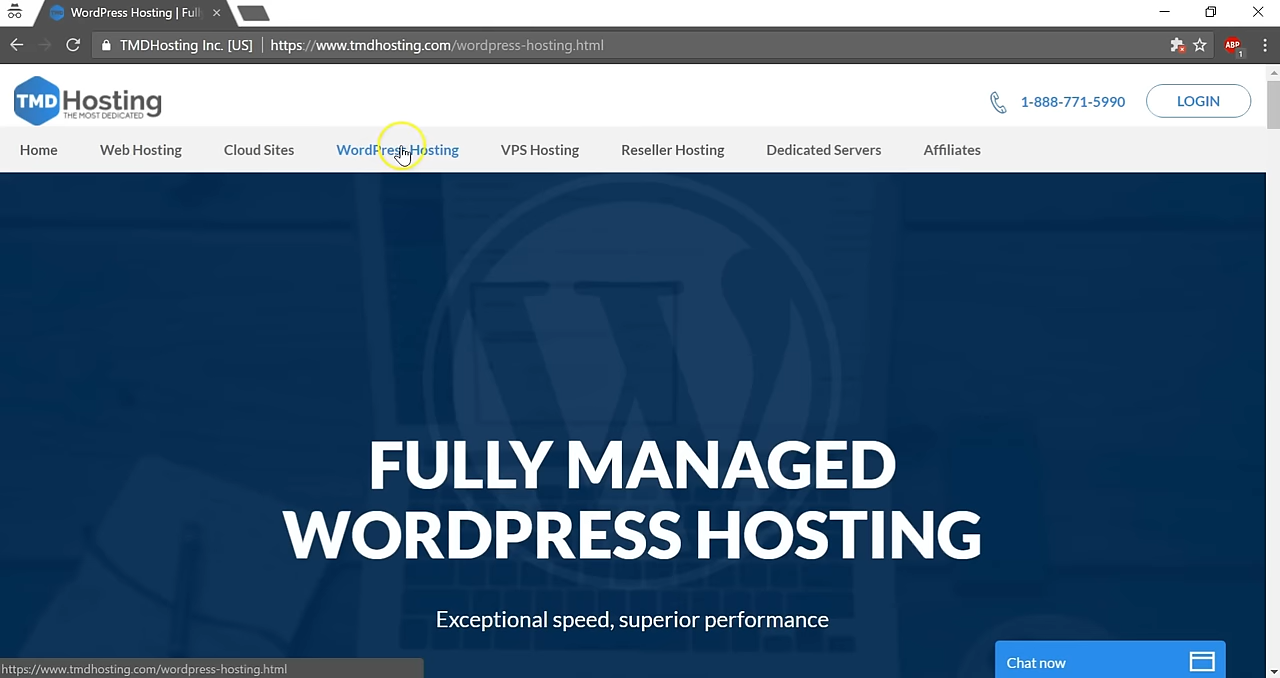 WordPress Hosting | Full
TMDHosting Inc. [US] | https://www.tmdhosting.com/wordpress-hosting.html
ABP
1
TMD Hosting
THE MOST DEDICATED
1-888-771-5990
LOGIN
Home Web Hosting Cloud Sites WordPress Hosting VPS Hosting Reseller Hosting Dedicated Servers Affiliates
FULLY MANAGED
WORDPRESS HOSTING
Exceptional speed, superior performance
Chat now
https://www.tmdhosting.com/wordpress-hosting.html